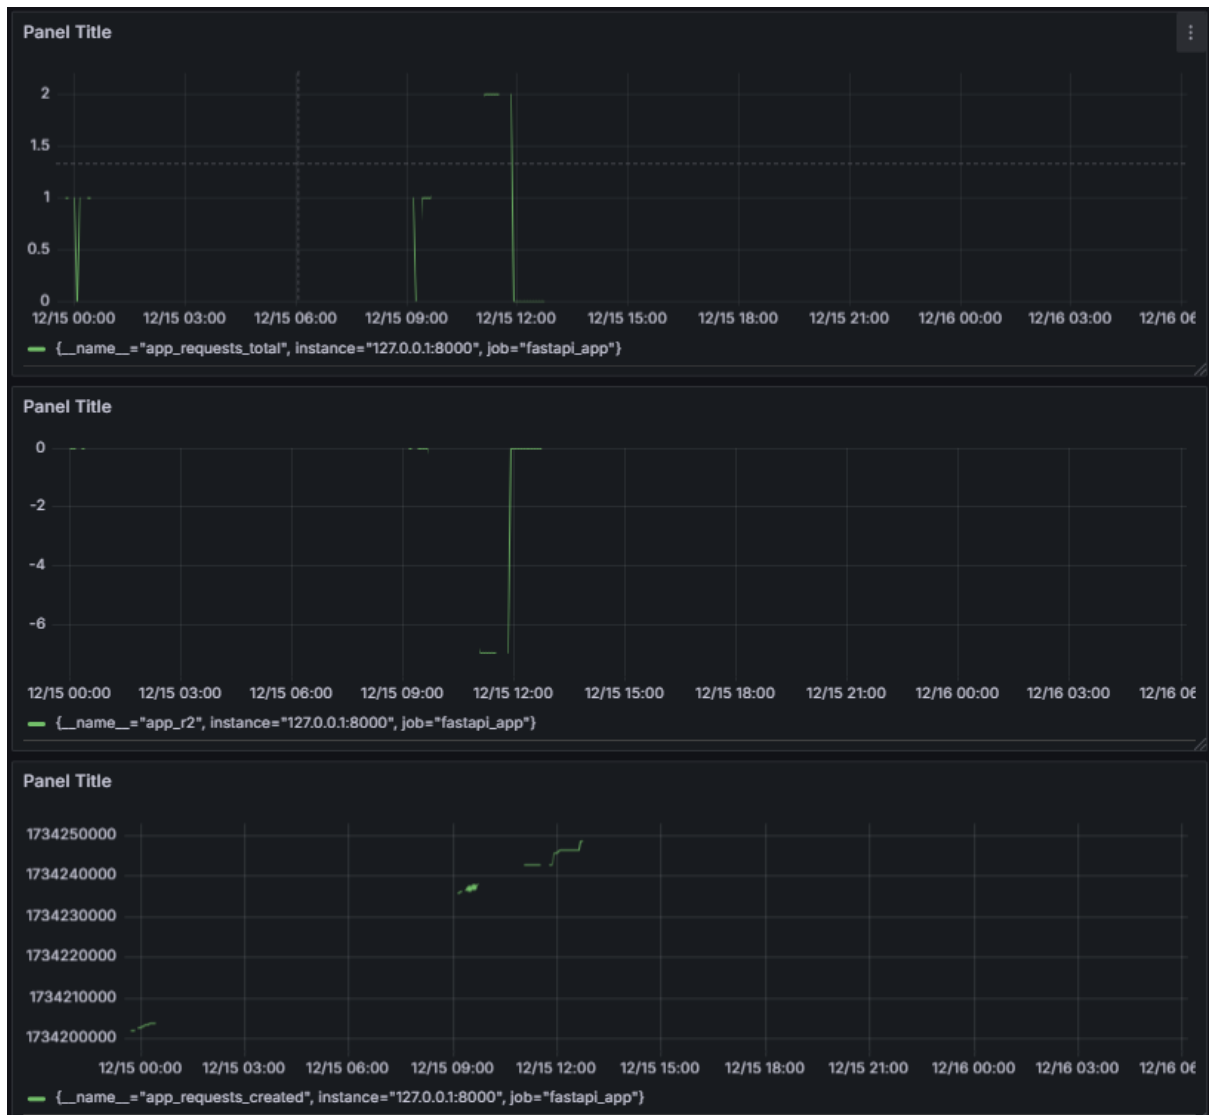 Panel Title
2
1.5
1
0.5
0
12/15 00:00 12/15 03:00 12/15 06:00 12/15 09:00 12/15 12:00 12/15 15:00 12/15 18:00 12/15 21:00 12/16 00:00 12/16 03:00 12/16 06
{__name__="app_requests_total", instance="127.0.0.1:8000", job="fastapi_app"}
Panel Title
0
-2
-4
-6
12/15 00:00 12/15 03:00 12/15 06:00 12/15 09:00 12/15 12:00 12/15 15:00 12/15 18:00 12/15 21:00 12/16 00:00 12/16 03:00 12/16 06
{__name__="app_r2", instance="127.0.0.1:8000", job="fastapi_app"}
Panel Title
1734250000
1734240000
1734230000
1734220000
1734210000
1734200000
12/15 00:00 12/15 03:00 12/15 06:00 12/15 09:00 12/15 12:00 12/15 15:00 12/15 18:00 12/15 21:00 12/16 00:00 12/16 03:00 12/16 06
{__name__="app_requests_created", instance="127.0.0.1:8000", job="fastapi_app"}